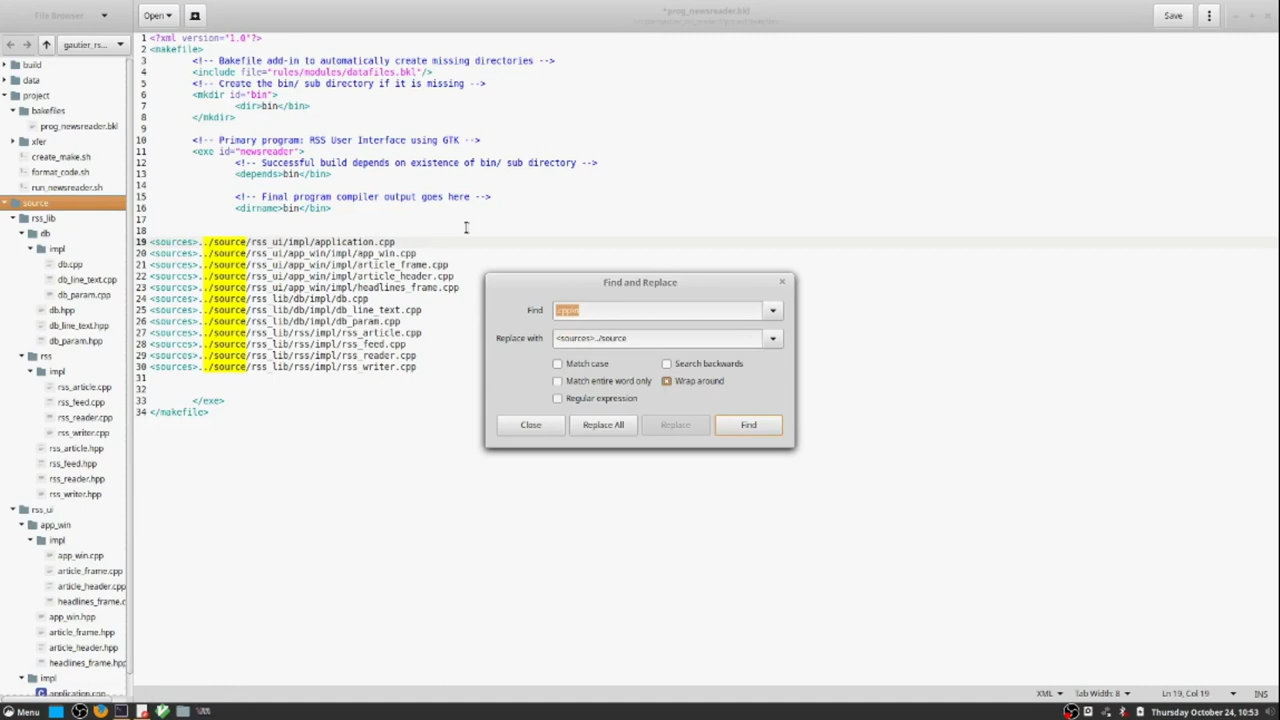 File Browser
Open
*prog_newsreader.bkl
Save
gautier_rs...
build
data
project
bakefiles
prog_newsreader.bkl
xfer
create_make.sh
format_code.sh
run_newsreader.sh
source
rss_lib
db
impl
db.cpp
db_line_text.cpp
db_param.cpp
db.hpp
db_line_text.hpp
db_param.hpp
rss
impl
rss_article.cpp
rss_feed.cpp
rss_reader.cpp
rss_writer.cpp
rss_article.hpp
rss_feed.hpp
rss_reader.hpp
rss_writer.hpp
rss_ui
app_win
impl
app_win.cpp
article_frame.cpp
article_header.cpp
headlines_frame.c
app_win.hpp
article_frame.hpp
article_header.hpp
headlines_frame.hpp
impl
application.cpp
1 <?xml version="1.0"?>
2 <makefile>
3 <!-- Bakefile add-in to automatically create missing directories -->
4 <include file="rules/modules/datafiles.bkl"/>
5 <!-- Create the bin/ sub directory if it is missing -->
6 <mkdir id="bin">
7 <dir>bin</bin>
8 </mkdir>
9
10 <!-- Primary program: RSS User Interface using GTK -->
11 <exe id="newsreader">
12 <!-- Successful build depends on existence of bin/ sub directory -->
13 <depends>bin</bin>
14
15 <!-- Final program compiler output goes here -->
16 <dirname>bin</bin>
17
18
19 <sources>../source/rss_ui/impl/application.cpp
20 <sources>../source/rss_ui/app_win/impl/app_win.cpp
21 <sources>../source/rss_ui/app_win/impl/article_frame.cpp
22 <sources>../source/rss_ui/app_win/impl/article_header.cpp
23 <sources>../source/rss_ui/app_win/impl/headlines_frame.cpp
24 <sources>../source/rss_lib/db/impl/db.cpp
25 <sources>../source/rss_lib/db/impl/db_line_text.cpp
26 <sources>../source/rss_lib/db/impl/db_param.cpp
27 <sources>../source/rss_lib/rss/impl/rss_article.cpp
28 <sources>../source/rss_lib/rss/impl/rss_feed.cpp
29 <sources>../source/rss_lib/rss/impl/rss_reader.cpp
30 <sources>../source/rss_lib/rss/impl/rss_writer.cpp
31
32
33 </exe>
34 </makefile>
Find and Replace
Find
Replace with <sources>../source
Match case Search backwards
Match entire word only Wrap around
Regular expression
Close Replace All Replace Find
XML Tab Width: 8 Ln 19, Col 19 INS
Menu Thursday October 24, 10:53